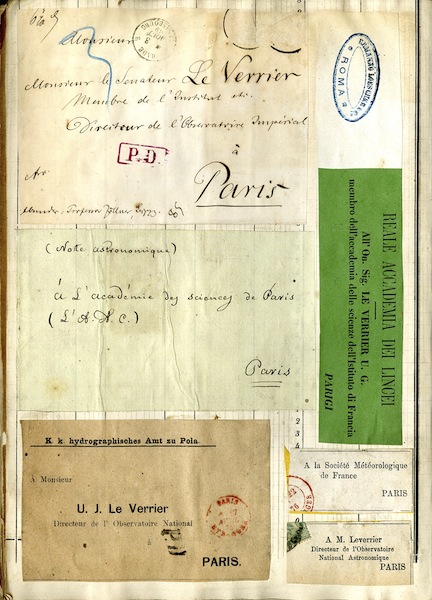 Monsieur
Monsieur le Senateur Le Verrier
Membre de l'Institut etc.
Directeur de l'Observatoire Impérial
à
P.D.
Paris
(Note astronomique)
à L'académie des sciences de Paris
(L'A. N. C.)
Paris
ROMA
REALE ACCADEMIA DEI LINCEI
All' On. Sig. LE VERRIER U. G.
membro dell'accademia delle scienze dell'Istituto di Francia
PARIGI
K. k. hydrographisches Amt zu Pola.
À Monsieur
U. J. Le Verrier
Directeur de l' Observatoire National
à
PARIS
P.D.
PARIS.
A la Société Météorologique
de France
PARIS
A M. Leverrier
Directeur de l'Observatoire
National Astronomique
PARIS